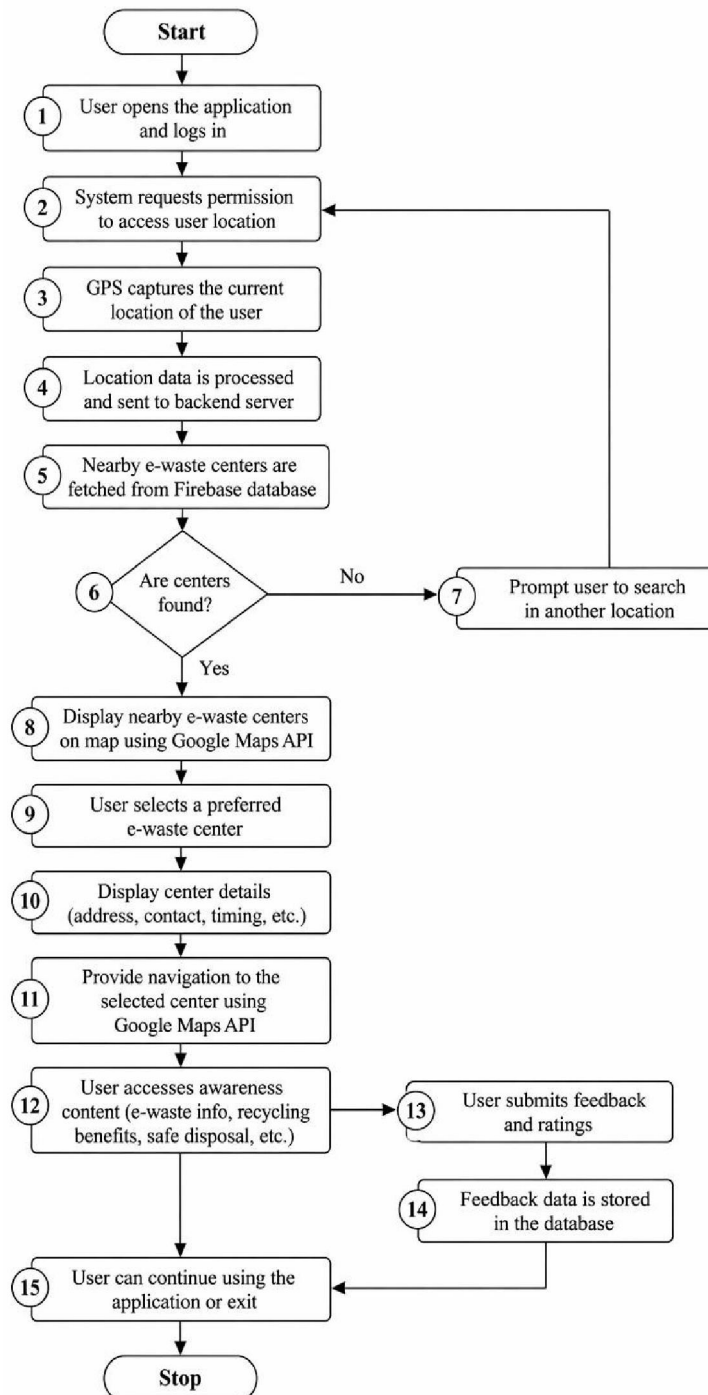 Start
1
User opens the application
and logs in
2
System requests permission
to access user location
3
GPS captures the current
location of the user
4
Location data is processed
and sent to backend server
5
Nearby e-waste centers are
fetched from Firebase database
6
Are centers
found?
No
7
Prompt user to search
in another location
Yes
8
Display nearby e-waste centers
on map using Google Maps API
9
User selects a preferred
e-waste center
10
Display center details
(address, contact, timing, etc.)
11
Provide navigation to the
selected center using
Google Maps API
12
User accesses awareness
content (e-waste info, recycling
benefits, safe disposal, etc.)
13
User submits feedback
and ratings
14
Feedback data is stored
in the database
15
User can continue using the
application or exit
Stop